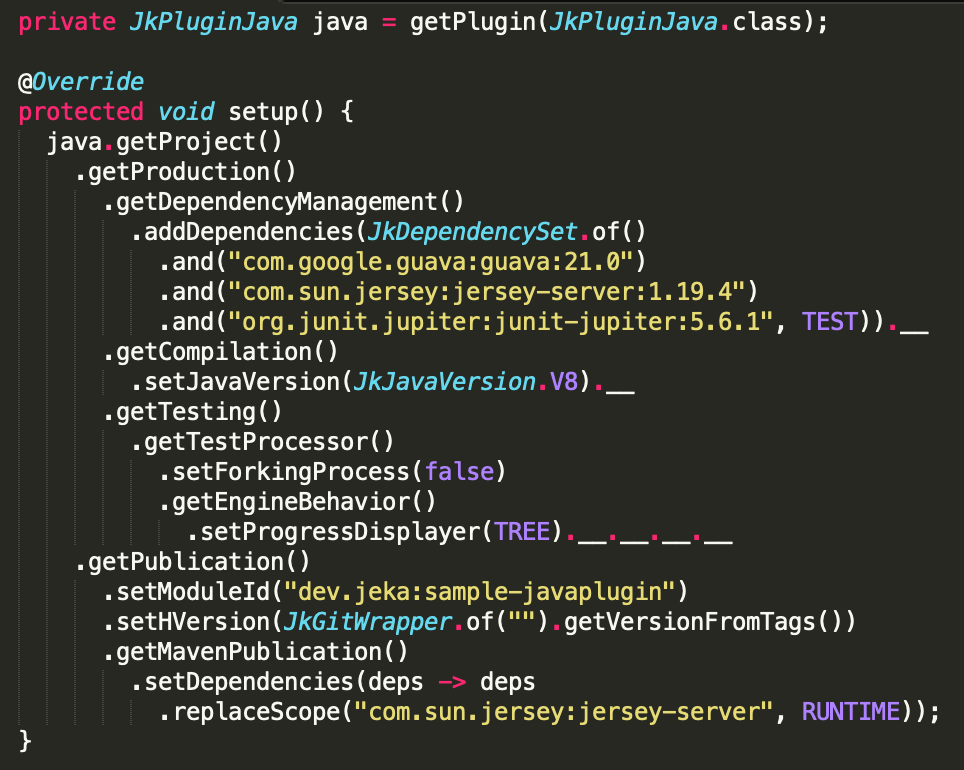 private JkPluginJava java = getPlugin(JkPluginJava.class);

@Override
protected void setup() {
  java.getProject()
    .getProduction()
      .getDependencyManagement()
        .addDependencies(JkDependencySet.of()
          .and("com.google.guava:guava:21.0")
          .and("com.sun.jersey:jersey-server:1.19.4")
          .and("org.junit.jupiter:junit-jupiter:5.6.1", TEST)).__
      .getCompilation()
        .setJavaVersion(JkJavaVersion.V8).__
      .getTesting()
        .getTestProcessor()
          .setForkingProcess(false)
          .getEngineBehavior()
            .setProgressDisplayer(TREE).__.__.__.__
    .getPublication()
      .setModuleId("dev.jeka:sample-javaplugin")
      .setHVersion(JkGitWrapper.of("").getVersionFromTags())
      .getMavenPublication()
        .setDependencies(deps -> deps
          .replaceScope("com.sun.jersey:jersey-server", RUNTIME));
}